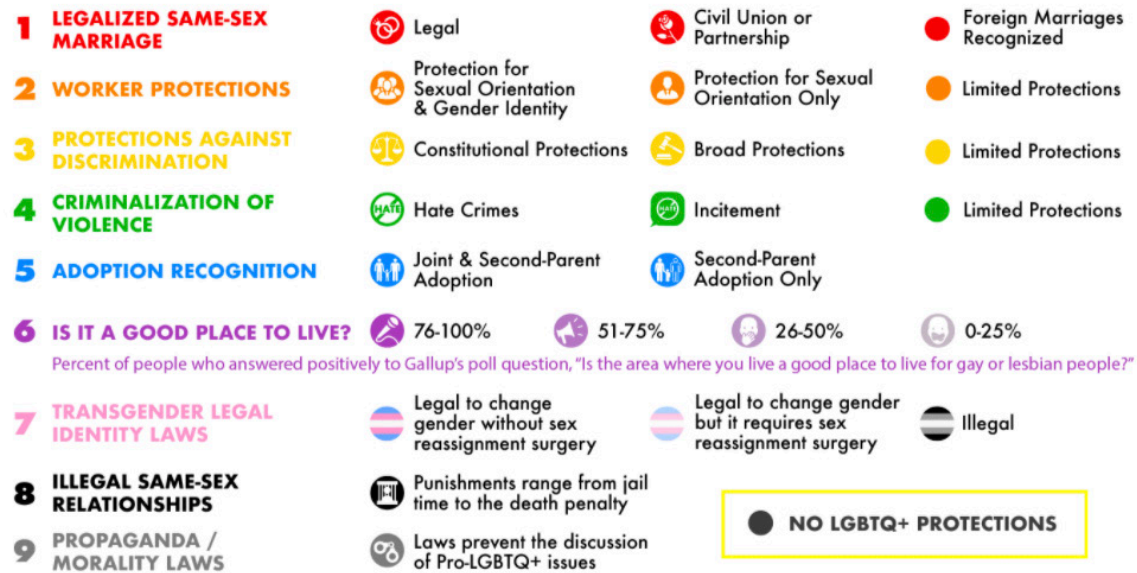 1 LEGALIZED SAME-SEX
MARRIAGE
Legal
Civil Union or
Partnership
Foreign Marriages
Recognized
2 WORKER PROTECTIONS
Protection for
Sexual Orientation
& Gender Identity
Protection for Sexual
Orientation Only
Limited Protections
3 PROTECTIONS AGAINST
DISCRIMINATION
Constitutional Protections
Broad Protections
Limited Protections
4 CRIMINALIZATION OF
VIOLENCE
HATE
Hate Crimes
HATE
Incitement
Limited Protections
5 ADOPTION RECOGNITION
Joint & Second-Parent
Adoption
Second-Parent
Adoption Only
6 IS IT A GOOD PLACE TO LIVE?
76-100%
51-75%
26-50%
0-25%
Percent of people who answered positively to Gallup's poll question, "Is the area where you live a good place to live for gay or lesbian people?"
7 TRANSGENDER LEGAL
IDENTITY LAWS
Legal to change
gender without sex
reassignment surgery
Legal to change gender
but it requires sex
reassignment surgery
Illegal
8 ILLEGAL SAME-SEX
RELATIONSHIPS
Punishments range from jail
time to the death penalty
9 PROPAGANDA /
MORALITY LAWS
Laws prevent the discussion
of Pro-LGBTQ+ issues
NO LGBTQ+ PROTECTIONS